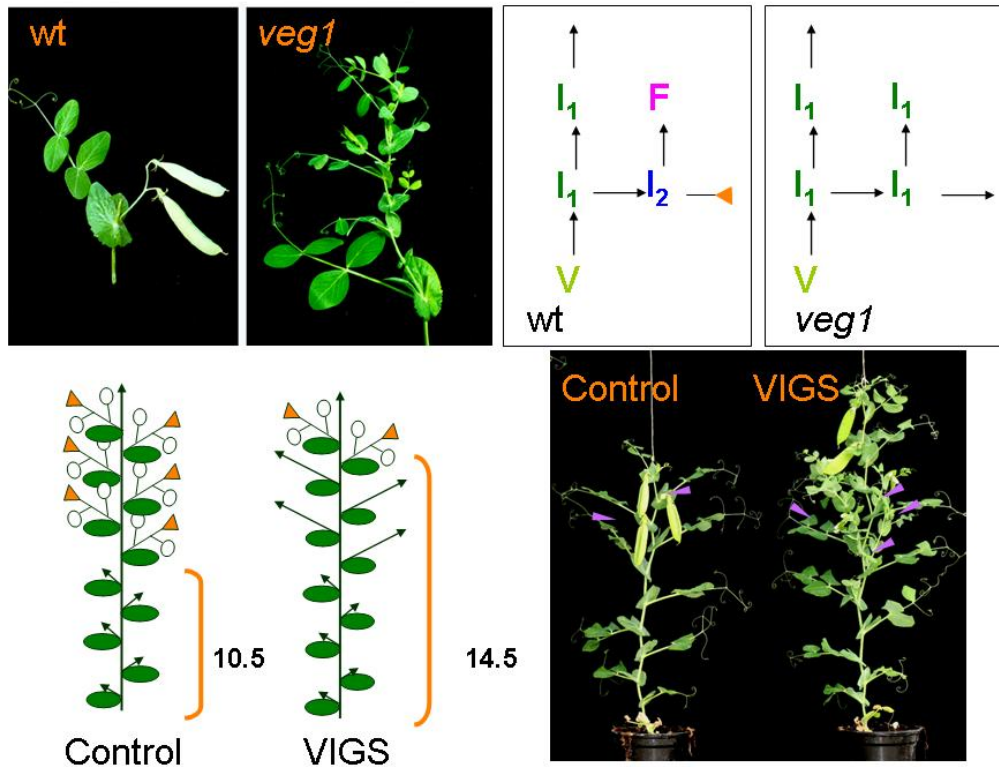 wt
veg1
I₁ F
I₁ I₂
V
wt
I₁ I₁
I₁ I₁
V
veg1
10.5
Control
14.5
VIGS
Control VIGS